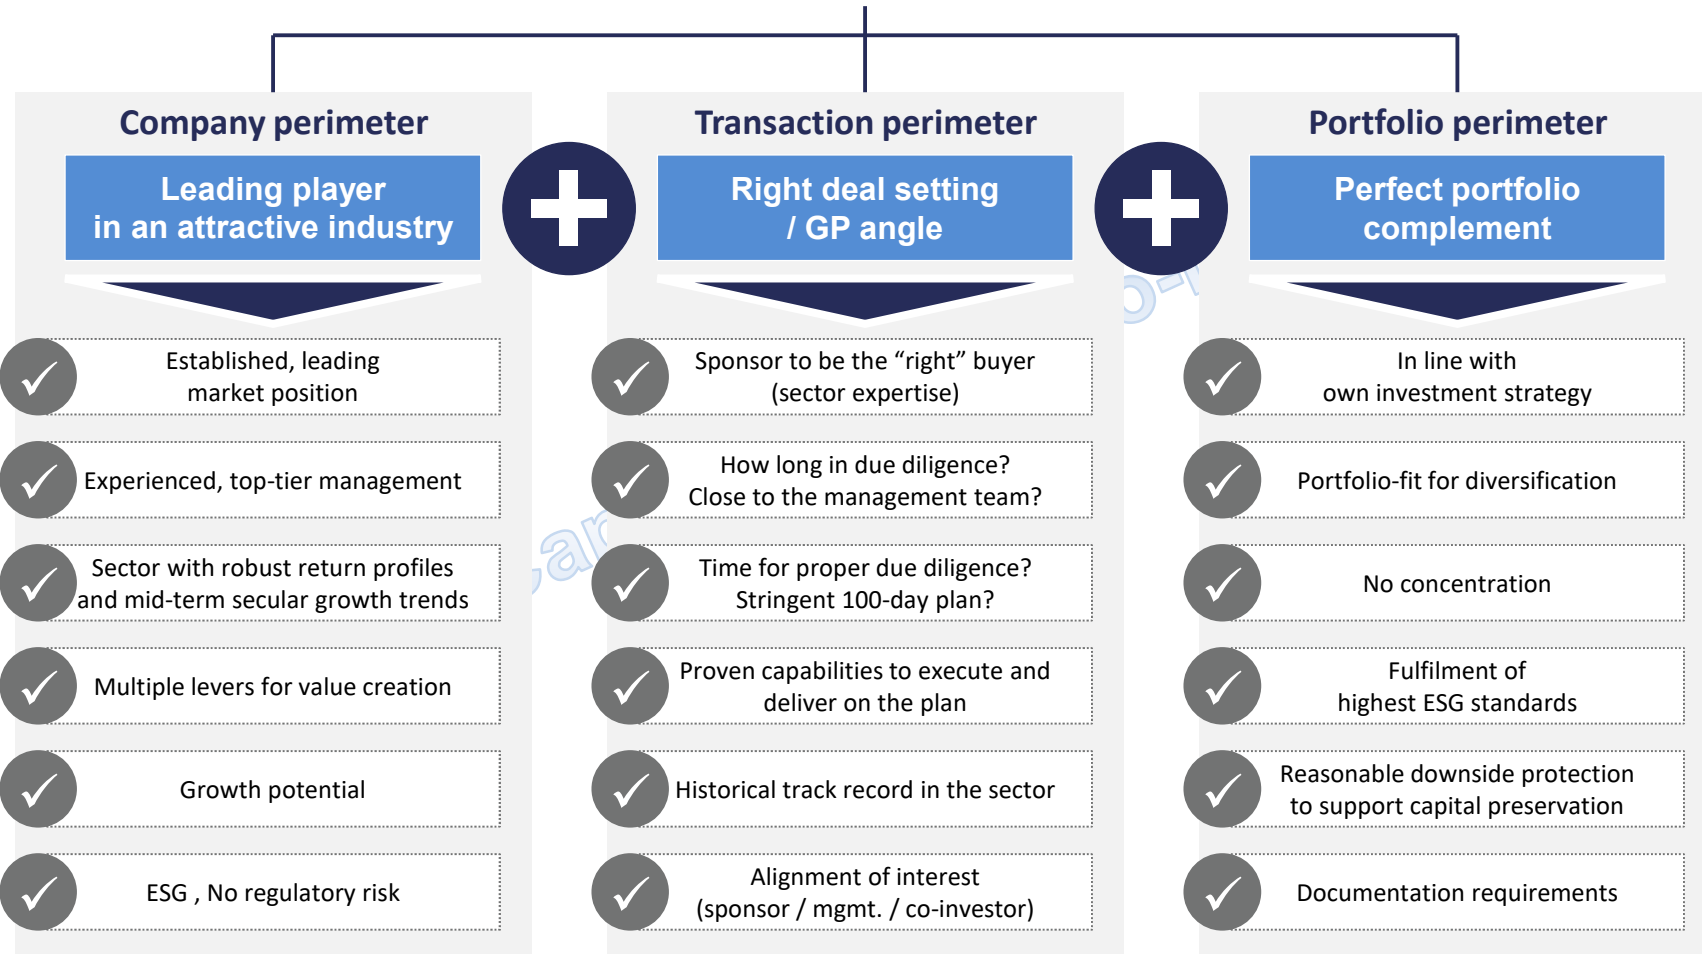 Company perimeter
Leading player
in an attractive industry
Established, leading
market position
Experienced, top-tier management
Sector with robust return profiles
and mid-term secular growth trends
Multiple levers for value creation
Growth potential
ESG , No regulatory risk
Transaction perimeter
Right deal setting
/ GP angle
Sponsor to be the “right” buyer
(sector expertise)
How long in due diligence?
Close to the management team?
Time for proper due diligence?
Stringent 100-day plan?
Proven capabilities to execute and
deliver on the plan
Historical track record in the sector
Alignment of interest
(sponsor / mgmt. / co-investor)
Portfolio perimeter
Perfect portfolio
complement
In line with
own investment strategy
Portfolio-fit for diversification
No concentration
Fulfilment of
highest ESG standards
Reasonable downside protection
to support capital preservation
Documentation requirements